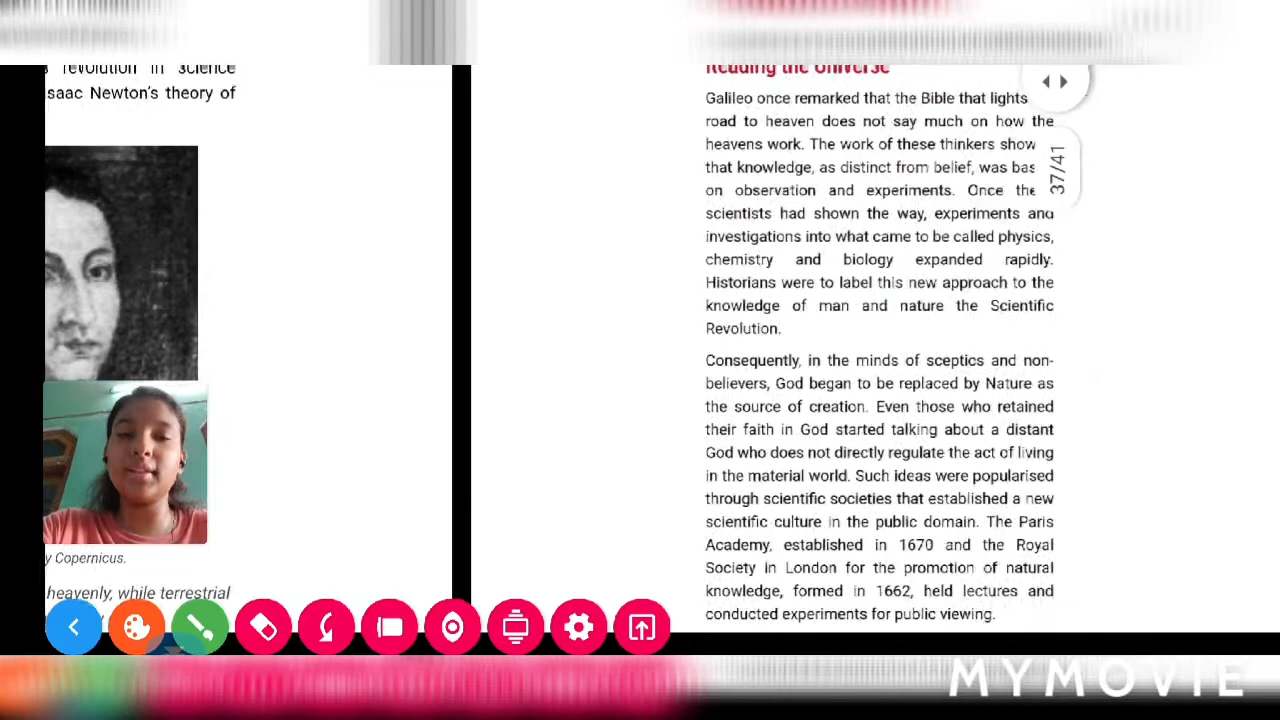 revolution in science
saac Newton's theory of
y Copernicus.
heavenly, while terrestrial
Reading the Universe
Galileo once remarked that the Bible that lights
road to heaven does not say much on how the
heavens work. The work of these thinkers show
that knowledge, as distinct from belief, was bas
on observation and experiments. Once the
scientists had shown the way, experiments and
investigations into what came to be called physics,
chemistry and biology expanded rapidly.
Historians were to label this new approach to the
knowledge of man and nature the Scientific
Revolution.
Consequently, in the minds of sceptics and non-
believers, God began to be replaced by Nature as
the source of creation. Even those who retained
their faith in God started talking about a distant
God who does not directly regulate the act of living
in the material world. Such ideas were popularised
through scientific societies that established a new
scientific culture in the public domain. The Paris
Academy, established in 1670 and the Royal
Society in London for the promotion of natural
knowledge, formed in 1662, held lectures and
conducted experiments for public viewing.
37/41
MYMOVIE